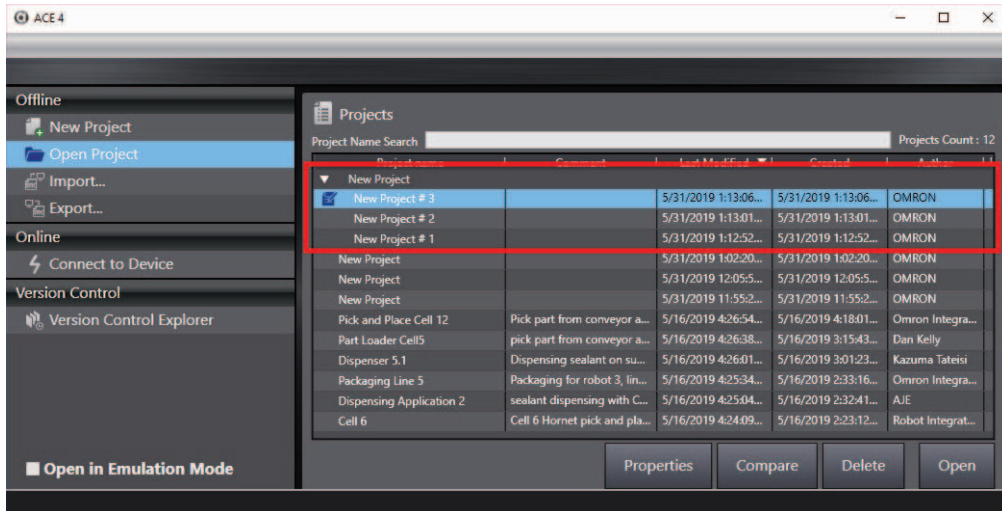 ACE 4
Offline
New Project
Open Project
Import...
Export...
Online
Connect to Device
Version Control
Version Control Explorer
Open in Emulation Mode
Projects
Project Name Search Projects Count : 12
Project name Comment Last Modified Created Author
New Project
New Project # 3 5/31/2019 1:13:06... 5/31/2019 1:13:06... OMRON
New Project # 2 5/31/2019 1:13:01... 5/31/2019 1:13:01... OMRON
New Project # 1 5/31/2019 1:12:52... 5/31/2019 1:12:52... OMRON
New Project 5/31/2019 1:02:20... 5/31/2019 1:02:20... OMRON
New Project 5/31/2019 12:05:5... 5/31/2019 12:05:5... OMRON
New Project 5/31/2019 11:55:2... 5/31/2019 11:55:2... OMRON
Pick and Place Cell 12 Pick part from conveyor a... 5/16/2019 4:26:54... 5/16/2019 4:18:01... Omron Integra...
Part Loader Cell5 pick part from conveyor a... 5/16/2019 4:26:38... 5/16/2019 3:15:43... Dan Kelly
Dispenser 5.1 Dispensing sealant on su... 5/16/2019 4:26:01... 5/16/2019 3:01:23... Kazuma Tateisi
Packaging Line 5 Packaging for robot 3, lin... 5/16/2019 4:25:34... 5/16/2019 2:33:16... Omron Integra...
Dispensing Application 2 sealant dispensing with C... 5/16/2019 4:25:04... 5/16/2019 2:32:41... AJE
Cell 6 Cell 6 Hornet pick and pla... 5/16/2019 4:24:09... 5/16/2019 2:23:12... Robot Integrat...
Properties Compare Delete Open